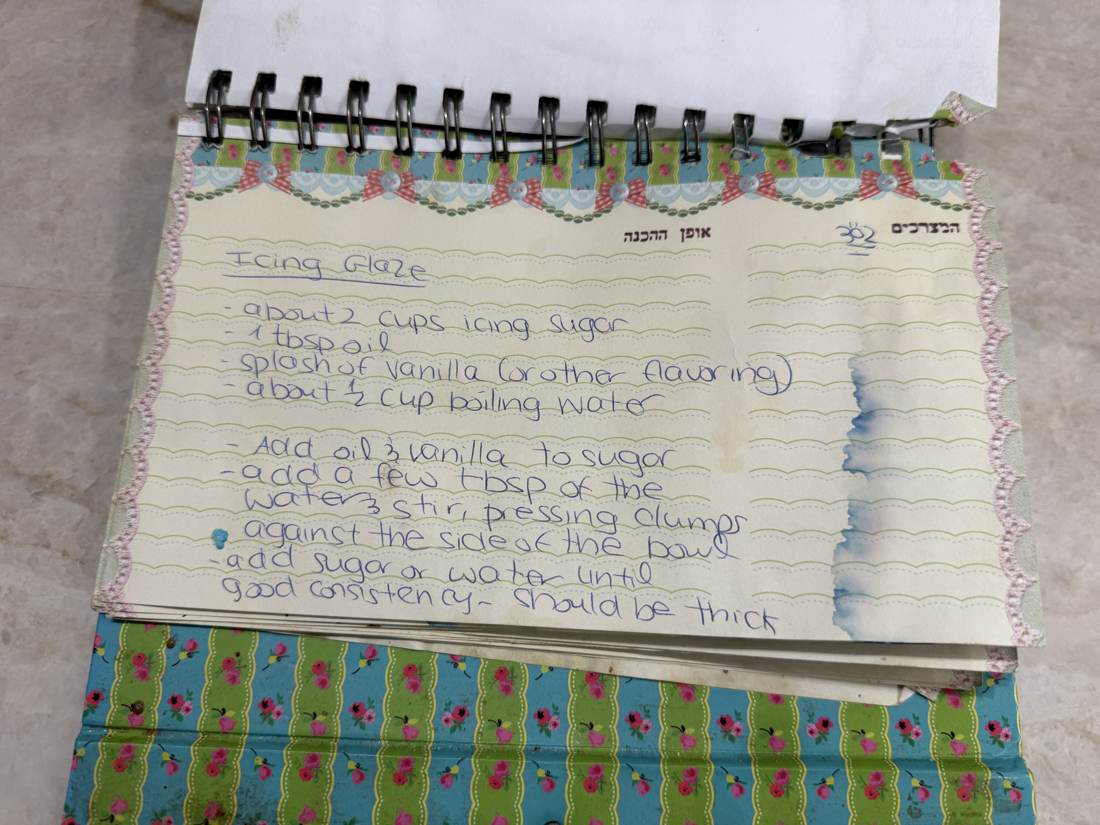 המצרכים
302
אופן ההכנה
Icing Glaze
- about 2 cups icing sugar
- 1 tbsp oil
- splash of vanilla (or other flavoring)
- about ½ cup boiling water
- Add oil & vanilla to sugar
- add a few tbsp of the
water & stir, pressing clumps
against the side of the bowl
- add sugar or water until
good consistency - should be thick